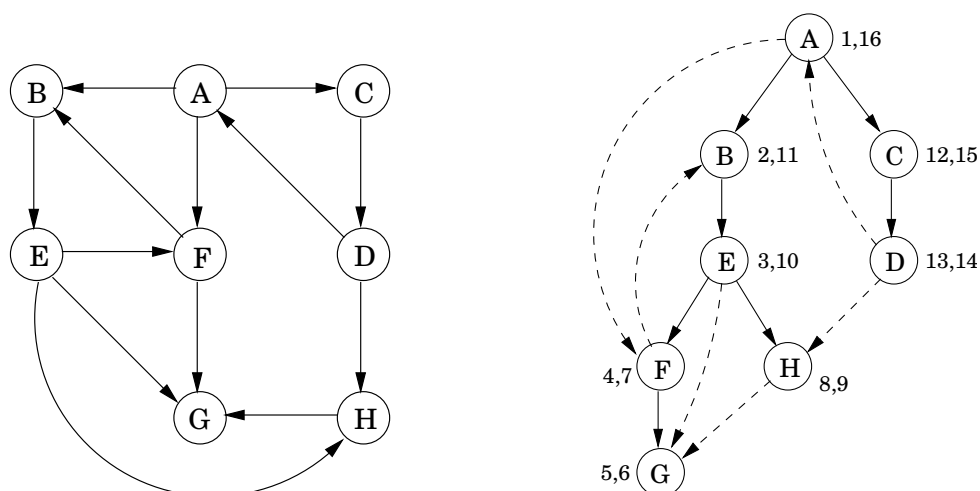 B A C
E F D
G H
A 1,16
B 2,11 C 12,15
E 3,10 D 13,14
4,7 F H 8,9
5,6 G